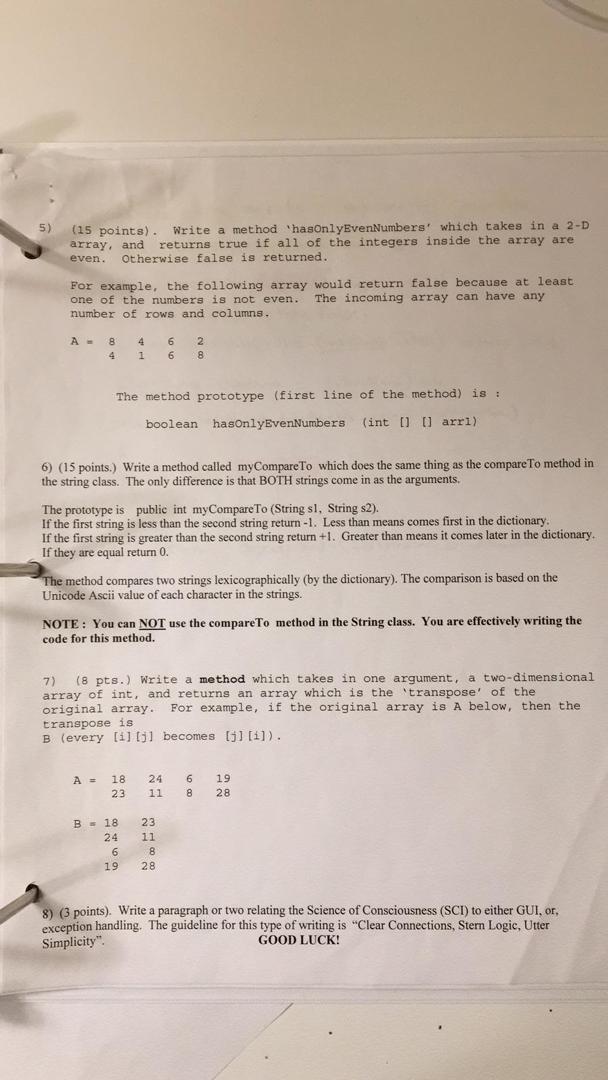 5) (15 points). Write a method 'hasOnlyEvenNumbers' which takes in a 2-D
array, and returns true if all of the integers inside the array are
even. Otherwise false is returned.
For example, the following array would return false because at least
one of the numbers is not even. The incoming array can have any
number of rows and columns.
A = 8 4 6 2
4 1 6 8
The method prototype (first line of the method) is :
boolean hasOnlyEvenNumbers (int [] [] arr1)
6) (15 points.) Write a method called myCompareTo which does the same thing as the compareTo method in
the string class. The only difference is that BOTH strings come in as the arguments.
The prototype is public int myCompareTo (String s1, String s2).
If the first string is less than the second string return -1. Less than means comes first in the dictionary.
If the first string is greater than the second string return +1. Greater than means it comes later in the dictionary.
If they are equal return 0.
The method compares two strings lexicographically (by the dictionary). The comparison is based on the
Unicode Ascii value of each character in the strings.
NOTE : You can NOT use the compareTo method in the String class. You are effectively writing the
code for this method.
7) (8 pts.) Write a method which takes in one argument, a two-dimensional
array of int, and returns an array which is the 'transpose' of the
original array. For example, if the original array is A below, then the
transpose is
B (every [i][j] becomes [j][i]).
A = 18 24 6 19
23 11 8 28
B = 18 23
24 11
6 8
19 28
8) (3 points). Write a paragraph or two relating the Science of Consciousness (SCI) to either GUI, or,
exception handling. The guideline for this type of writing is "Clear Connections, Stern Logic, Utter
Simplicity". GOOD LUCK!